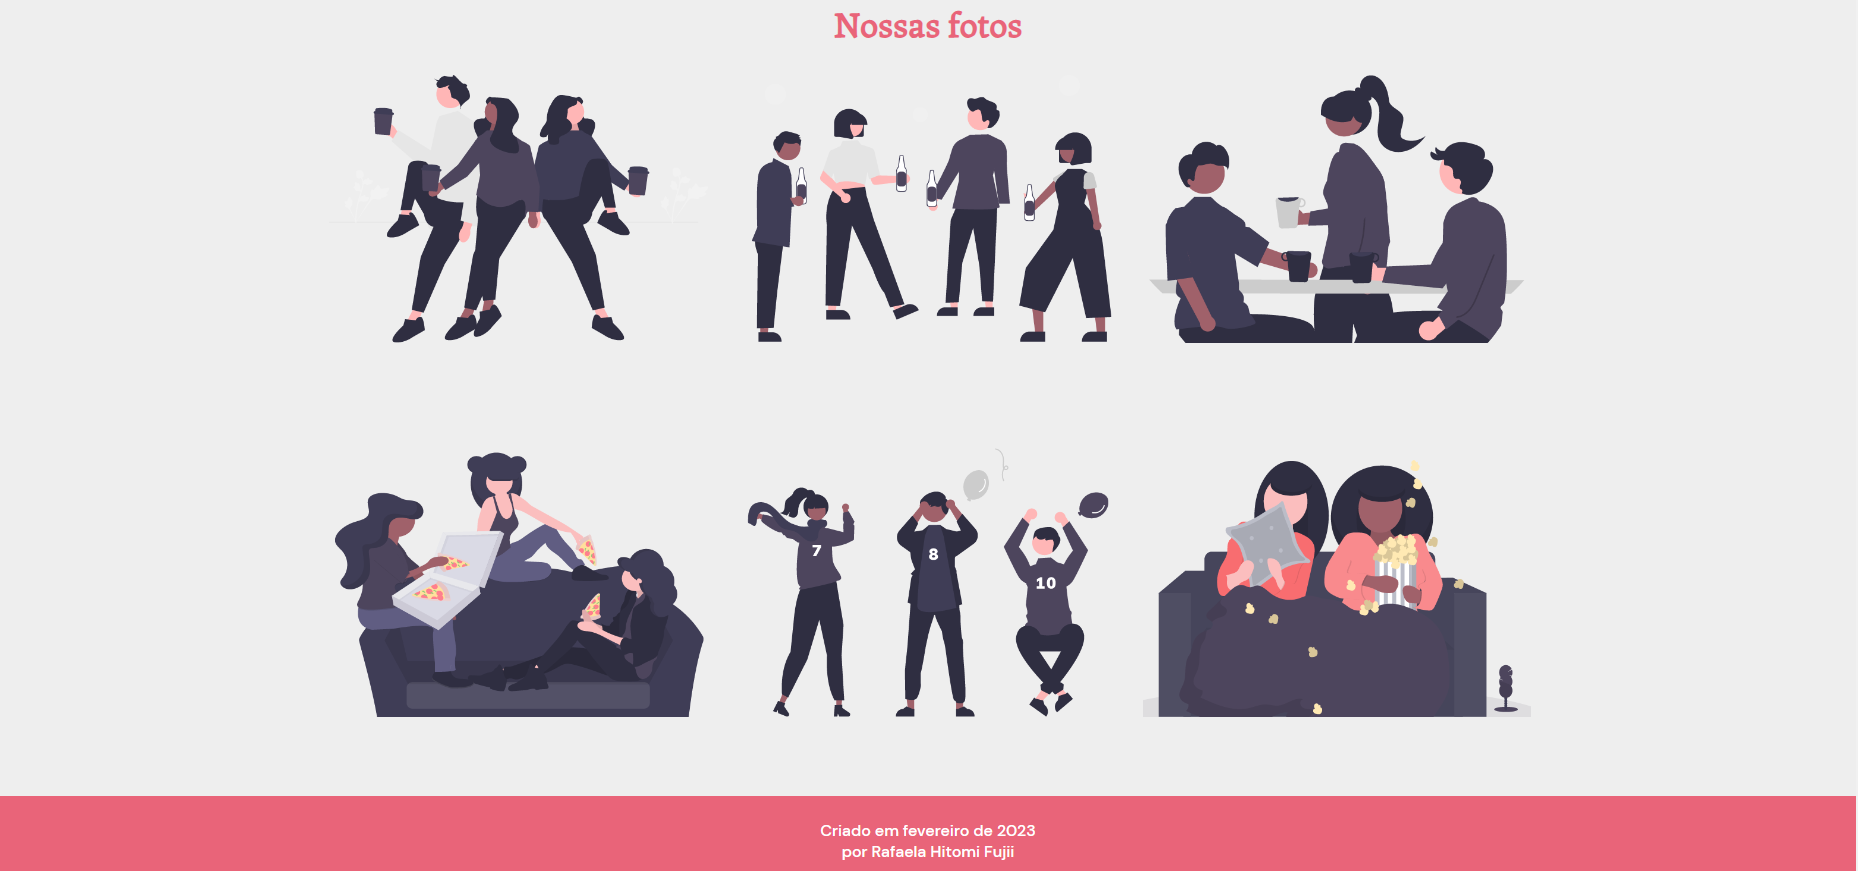 Nossas fotos
7
8
10
Criado em fevereiro de 2023
por Rafaela Hitomi Fujii